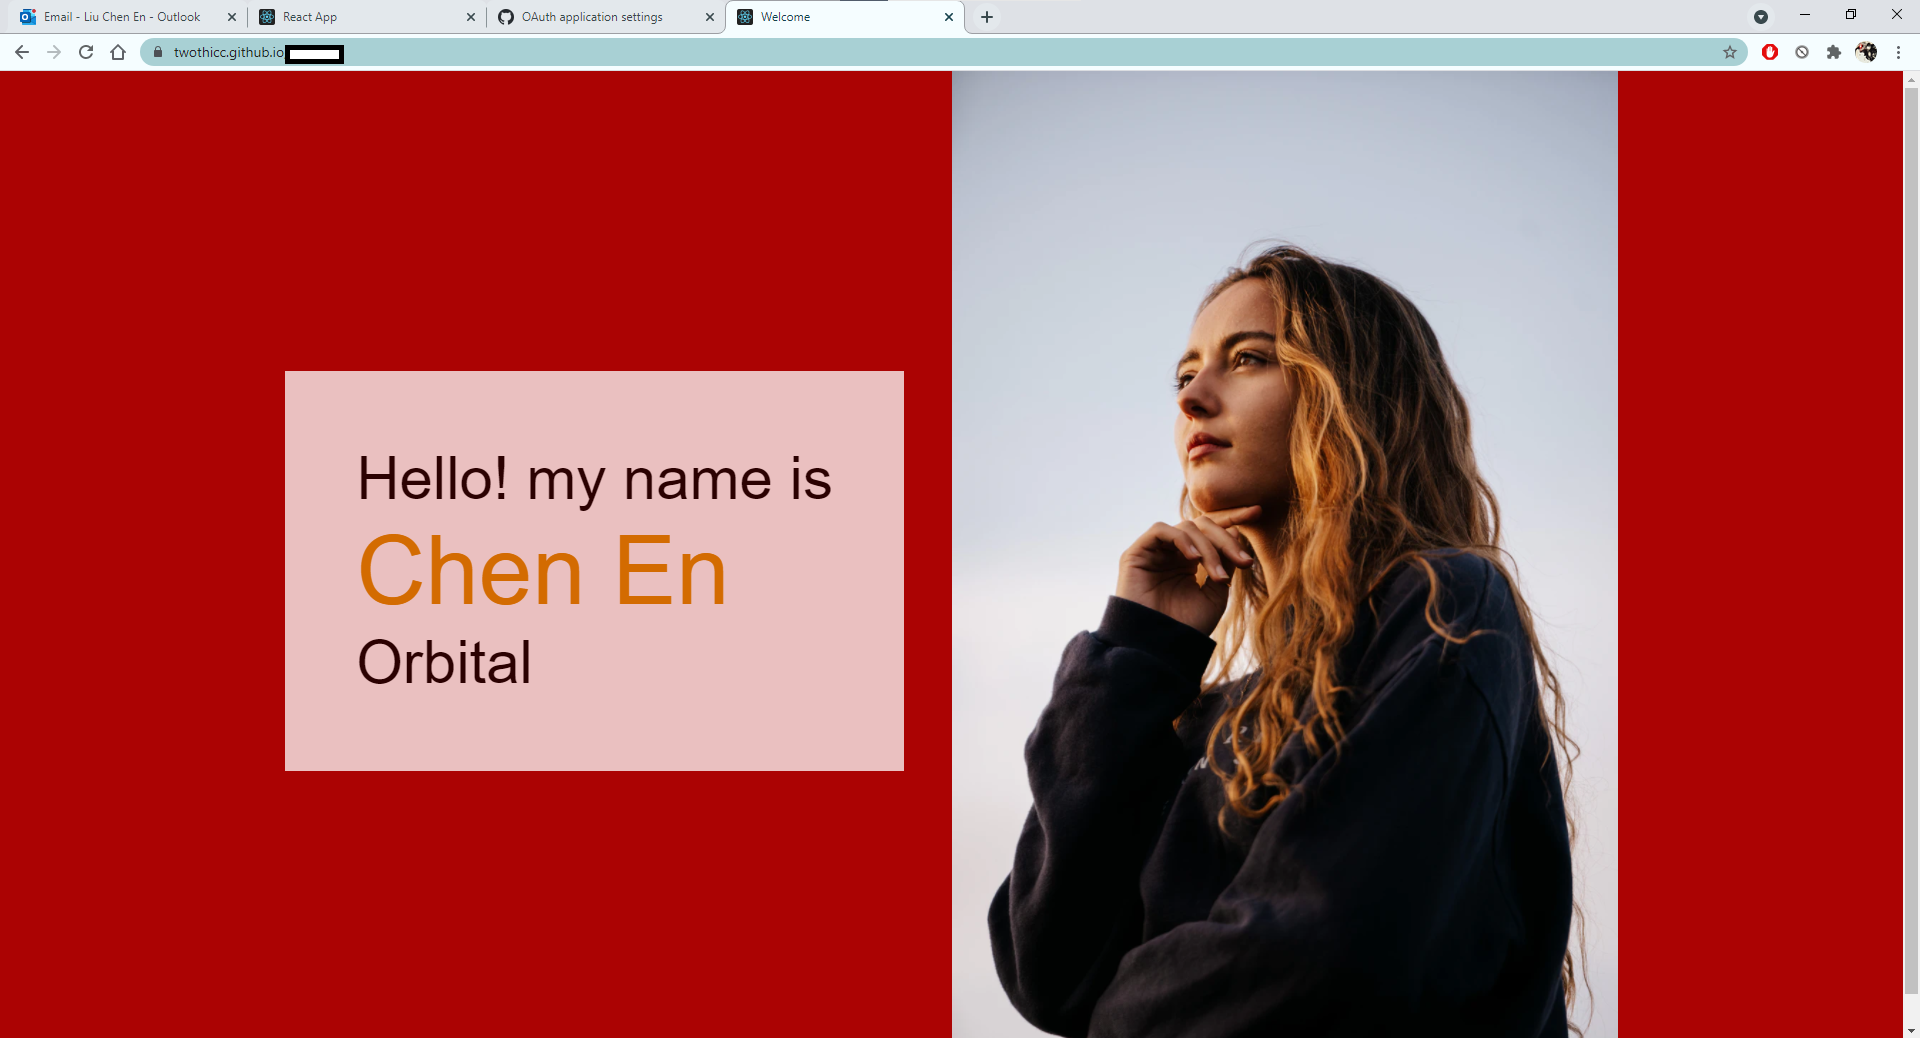 Email - Liu Chen En - Outlook
React App
OAuth application settings
Welcome
twothicc.github.io
Hello! my name is
Chen En
Orbital